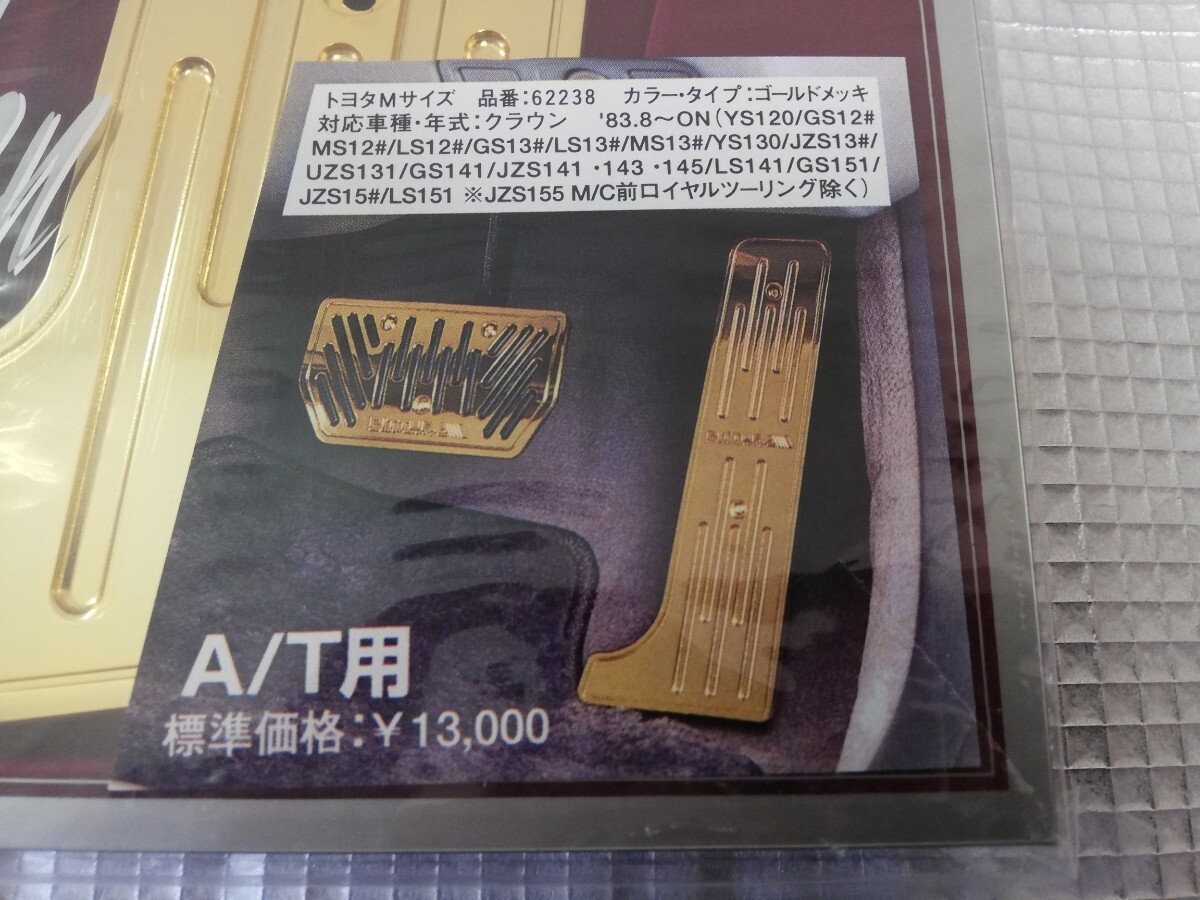 トヨタMサイズ 品番:62238 カラー・タイプ:ゴールドメッキ
対応車種・年式:クラウン '83.8〜ON(YS120/GS12#
MS12#/LS12#/GS13#/LS13#/MS13#/YS130/JZS13#/
UZS131/GS141/JZS141・143・145/LS141/GS151/
JZS15#/LS151 ※JZS155 M/C前ロイヤルツーリング除く)
A/T用
標準価格:￥13,000